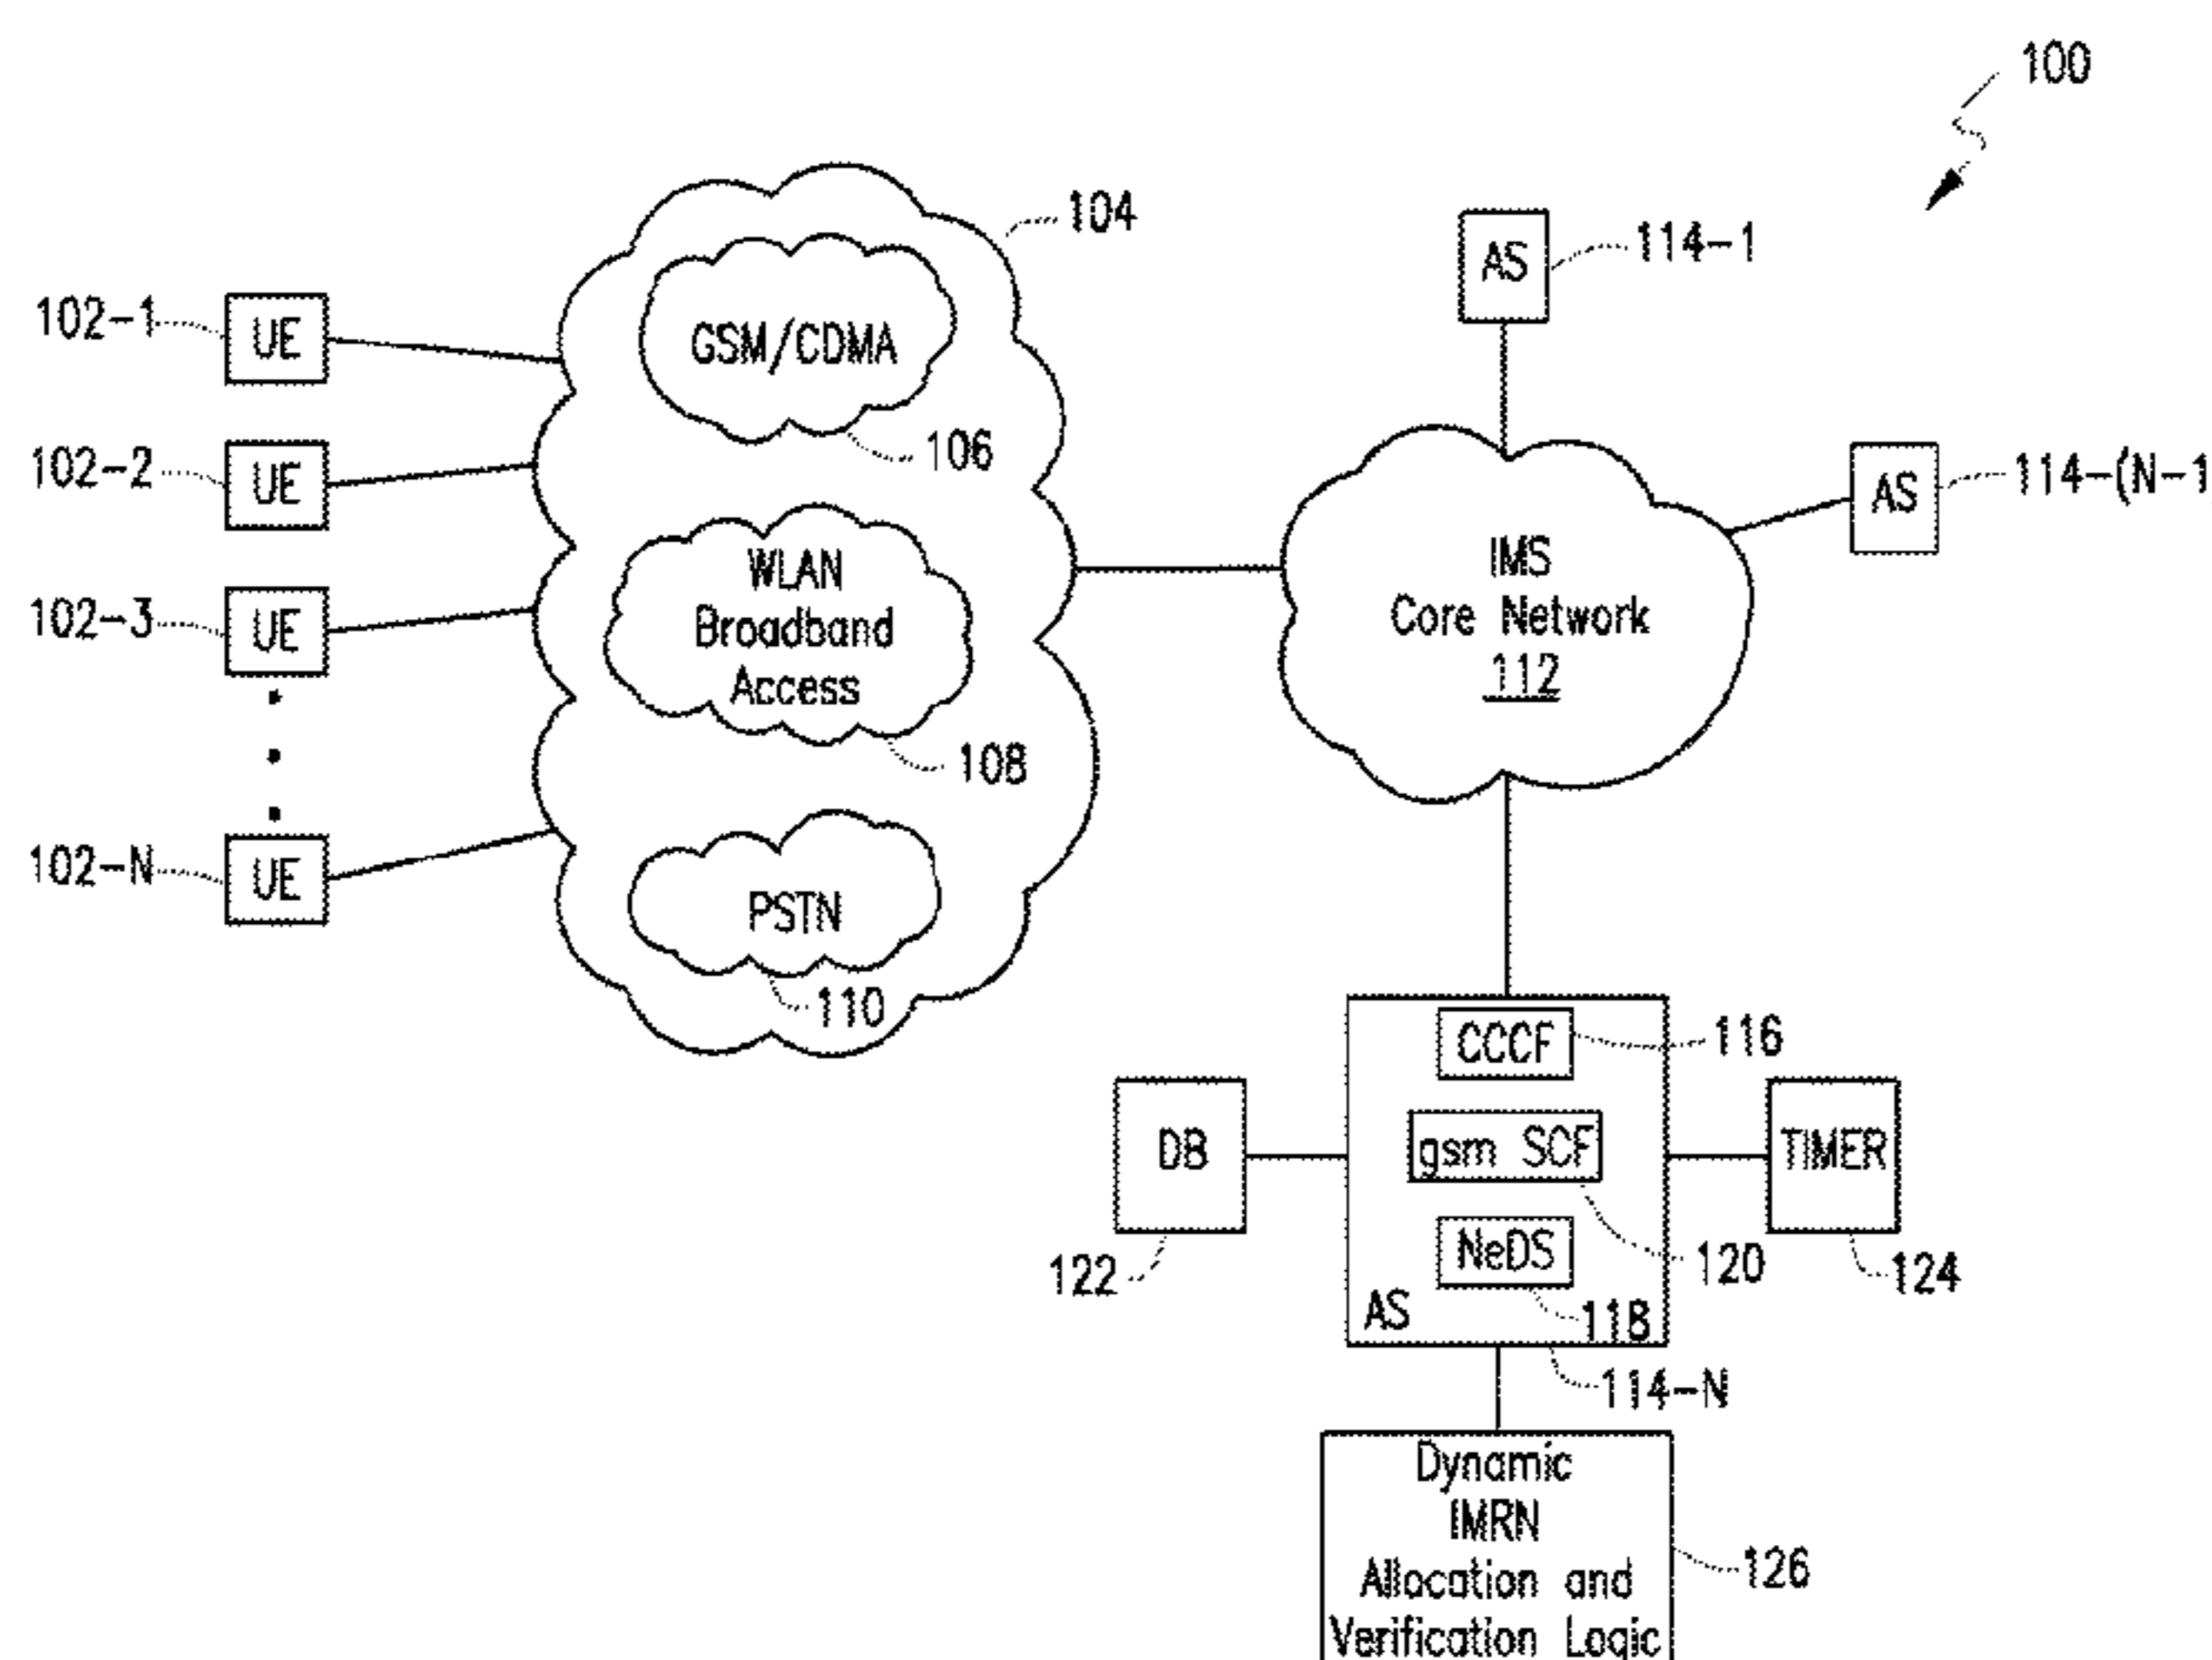 100
104
114-1
AS
GSM/CDMA
102-1
UE
106
102-2
UE
AS
114-(N-1
WLAN
Broadband
Access
IMS
Core Network
112
102-3
UE
108
102-N
UE
PSTN
110
CCCF
116
DB
gsm SCF
TIMER
122
NeDS
120
124
AS
118
114-N
Dynamic
IMRN
Allocation and
Verification Logic
126